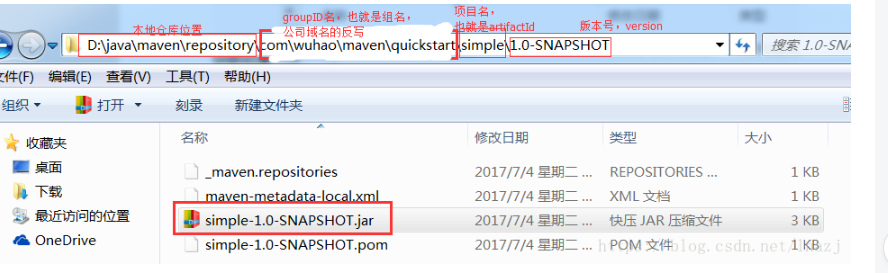 修改日期
类型
本地仓库位置
groupID名，也就是组名，
公司域名的反写
项目名，
也就是artifactId
版本号，version
D:\java\maven\repository\com\wuhao\maven\quickstart\simple\1.0-SNAPSHOT
搜索 1.0-SNA
文件(F) 编辑(E) 查看(V) 工具(T) 帮助(H)
组织 打开 刻录 新建文件夹
收藏夹
桌面
下载
最近访问的位置
OneDrive
名称 修改日期 类型 大小
_maven.repositories 2017/7/4 星期二 ... REPOSITORIES ... 1 KB
maven-metadata-local.xml 2017/7/4 星期二 ... XML 文档 1 KB
simple-1.0-SNAPSHOT.jar 2017/7/4 星期二 ... 快压 JAR 压缩文件 3 KB
simple-1.0-SNAPSHOT.pom 2017/7/4 星期二 ... POM 文件 1 KB